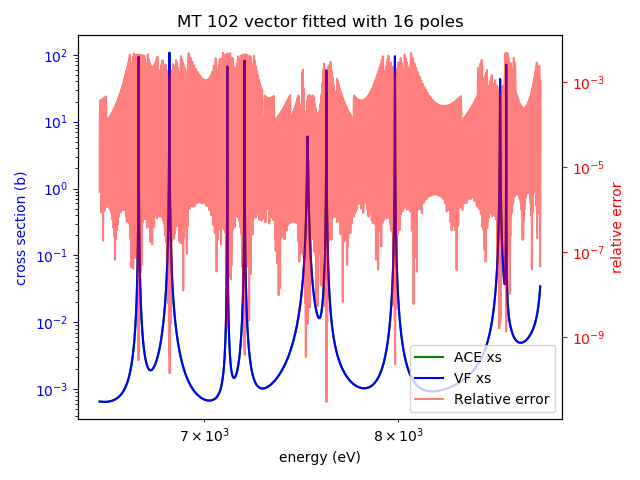 MT 102 vector fitted with 16 poles
cross section (b)
10²
10¹
10⁰
10⁻¹
10⁻²
10⁻³
10⁻³
10⁻⁵
10⁻⁷
10⁻⁹
relative error
ACE xs
VF xs
Relative error
7 × 10³
8 × 10³
energy (eV)